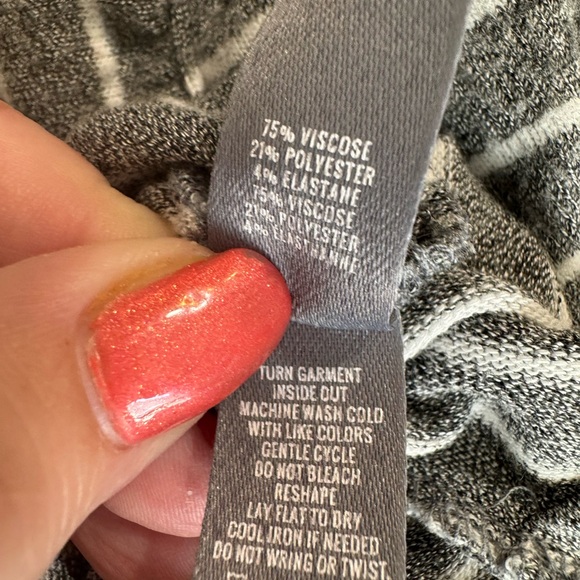 75% VISCOSE
21% POLYESTER
4% ELASTANE
75% VISCOSE
21% POLYESTER
4% ELASTHANNE
TURN GARMENT
INSIDE OUT
MACHINE WASH COLD
WITH LIKE COLORS
GENTLE CYCLE
DO NOT BLEACH
RESHAPE
LAY FLAT TO DRY
COOL IRON IF NEEDED
DO NOT WRING OR TWIST